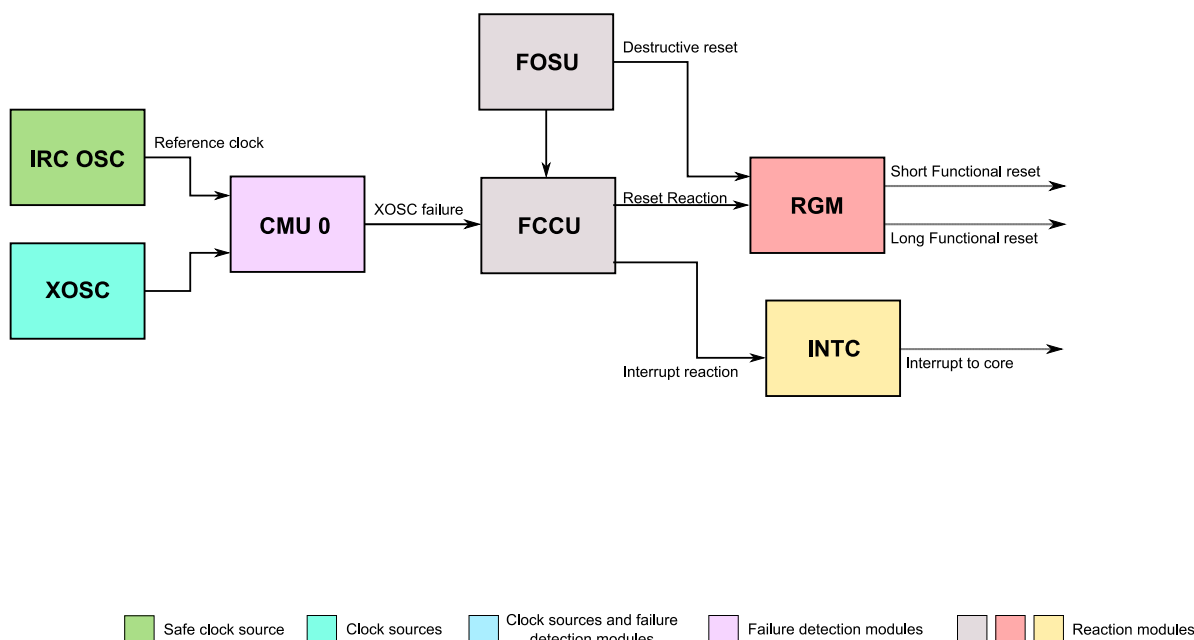 FOSU
Destructive reset
IRC OSC
Reference clock
CMU 0
XOSC failure
FCCU
Reset Reaction
RGM
Short Functional reset
Long Functional reset
XOSC
INTC
Interrupt reaction
Interrupt to core
Safe clock source
Clock sources
Clock sources and failure
detection modules
Failure detection modules
Reaction modules